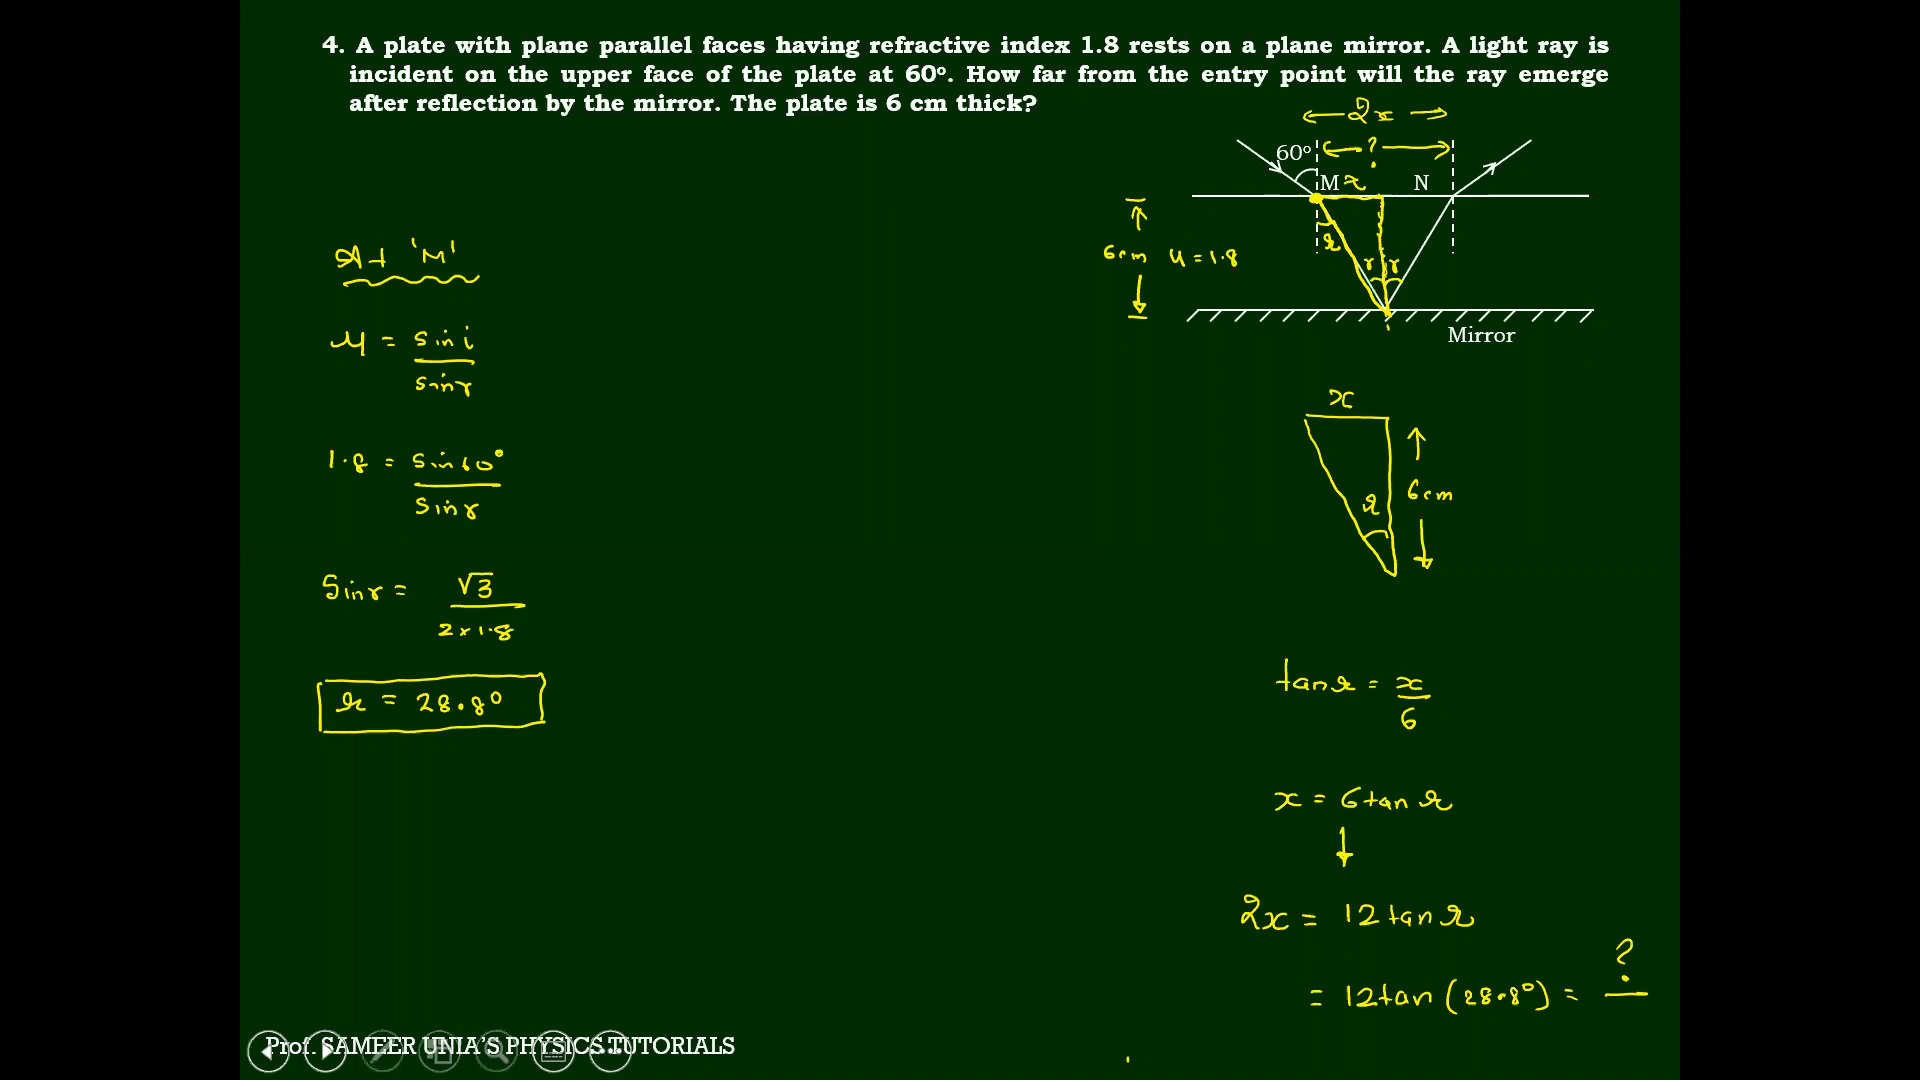 4. A plate with plane parallel faces having refractive index 1.8 rests on a plane mirror. A light ray is
incident on the upper face of the plate at 60°. How far from the entry point will the ray emerge
after reflection by the mirror. The plate is 6 cm thick?
2x
?
60°
M x N
r
r r
6cm u = 1.8
Mirror
At 'M'
μ = sin i / sin r
1.8 = sin 60° / sin r
Sin r = √3 / 2 × 1.8
r = 28.8°
x
r
6cm
tan r = x / 6
x = 6 tan r
2x = 12 tan r
= 12 tan (28.8°) = ?
Prof. SAMEER UNIA'S PHYSICS TUTORIALS